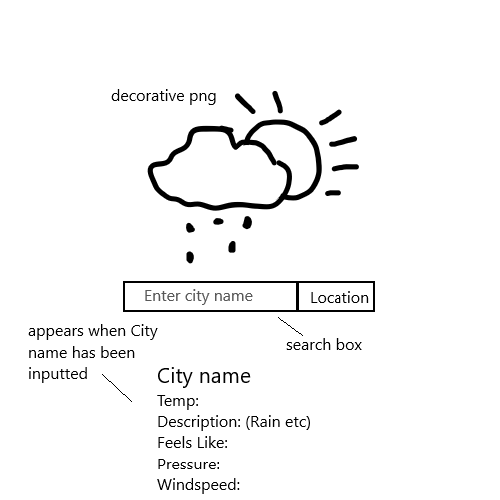 decorative png
Enter city name
Location
appears when City
name has been
inputted
search box
City name
Temp:
Description: (Rain etc)
Feels Like:
Pressure:
Windspeed: